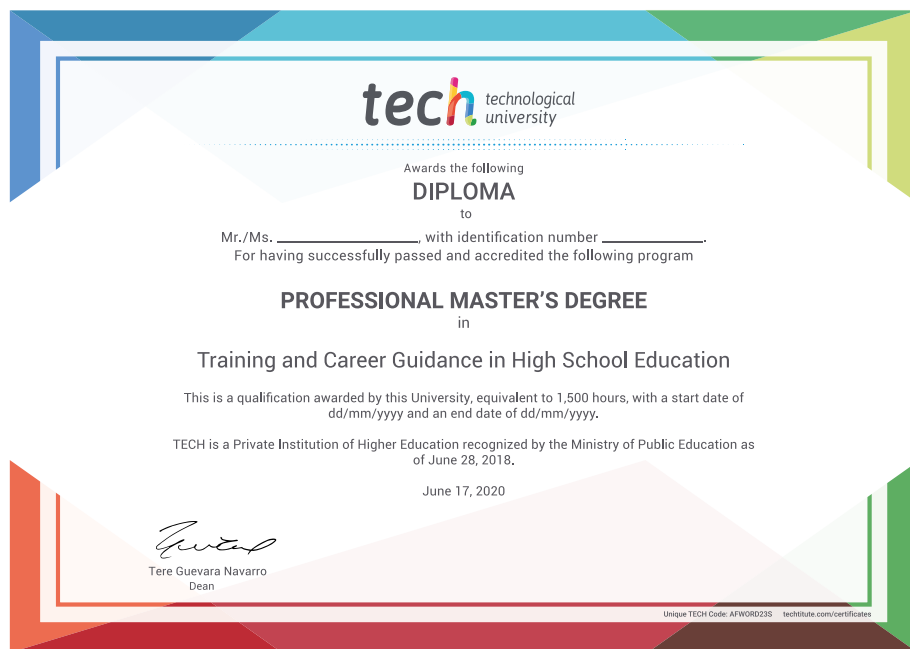 tech technological
university
Awards the following
DIPLOMA
to
Mr./Ms. , with identification number .
For having successfully passed and accredited the following program
PROFESSIONAL MASTER'S DEGREE
in
Training and Career Guidance in High School Education
This is a qualification awarded by this University, equivalent to 1,500 hours, with a start date of
dd/mm/yyyy and an end date of dd/mm/yyyy.
TECH is a Private Institution of Higher Education recognized by the Ministry of Public Education as
of June 28, 2018.
June 17, 2020
Tere Guevara Navarro
Dean
Unique TECH Code: AFWORD23S techtitute.com/certificates